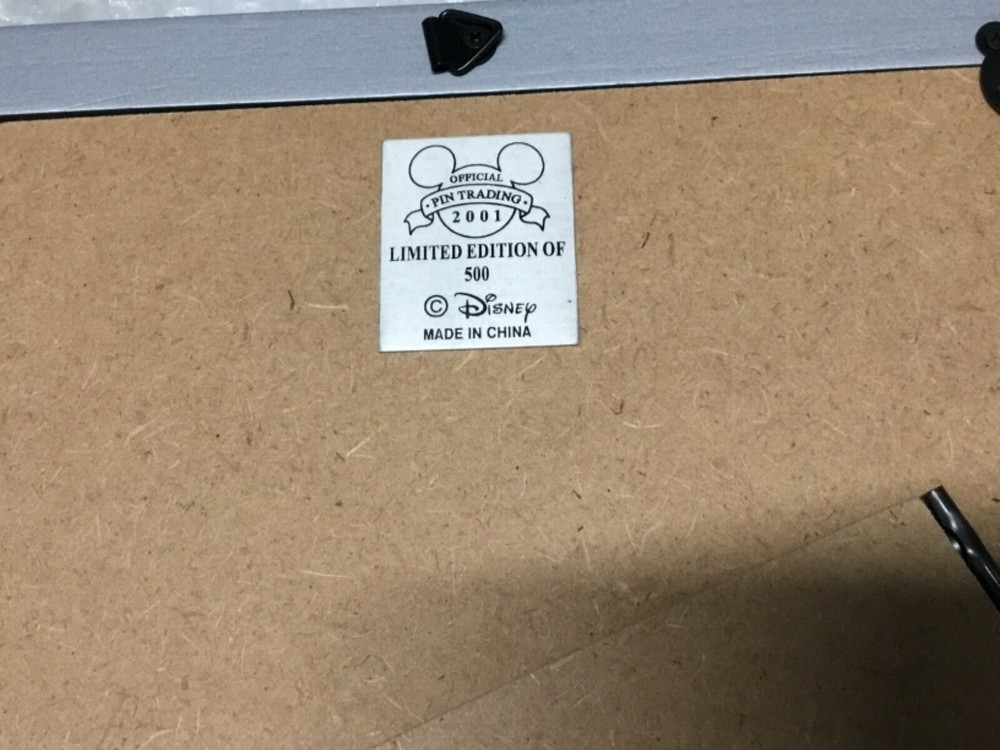 OFFICIAL
• PIN TRADING •
2001
LIMITED EDITION OF
500
© Disney
MADE IN CHINA